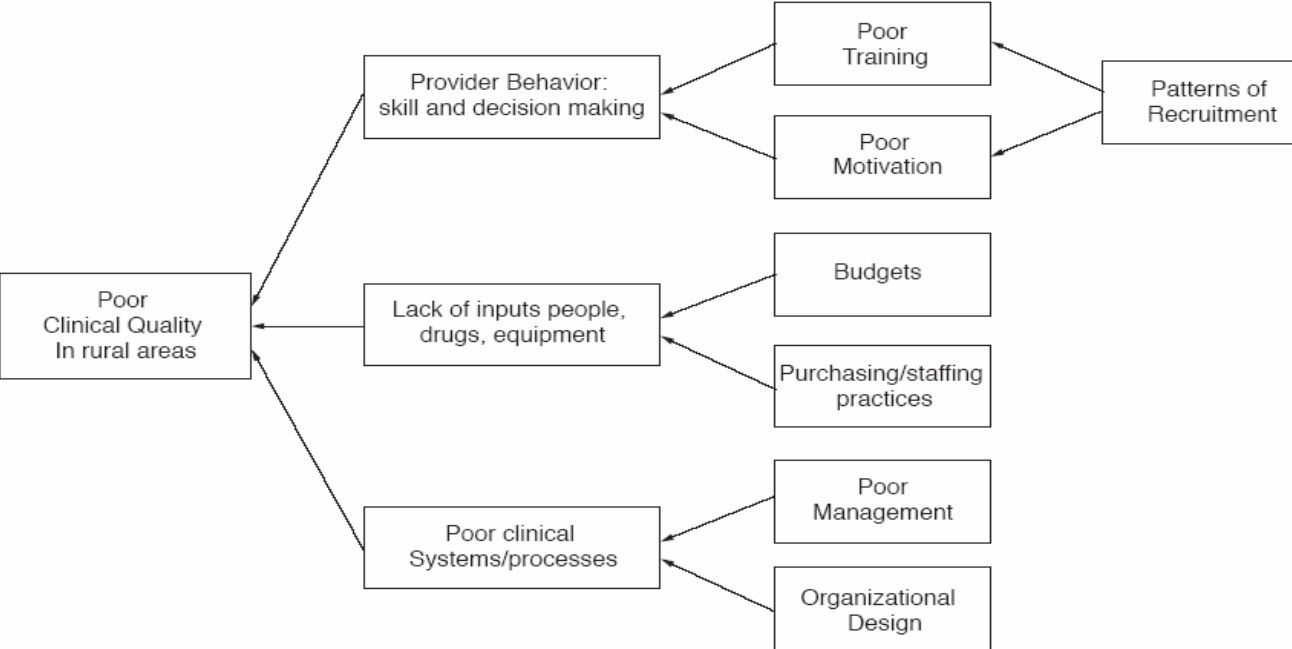 Poor
Training
Provider Behavior:
skill and decision making
Patterns of
Recruitment
Poor
Motivation
Budgets
Poor
Clinical Quality
In rural areas
Lack of inputs people,
drugs, equipment
Purchasing/staffing
practices
Poor
Management
Poor clinical
Systems/processes
Organizational
Design